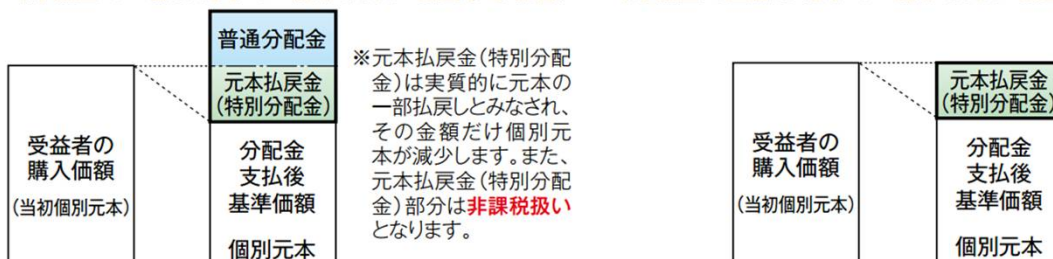 普通分配金
元本払戻金
(特別分配金)
受益者の
購入価額
(当初個別元本)
分配金
支払後
基準価額
個別元本
※元本払戻金(特別分配
金)は実質的に元本の
一部払戻しとみなされ、
その金額だけ個別元
本が減少します。また、
元本払戻金(特別分配
金)部分は非課税扱い
となります。
元本払戻金
(特別分配金)
受益者の
購入価額
(当初個別元本)
分配金
支払後
基準価額
個別元本